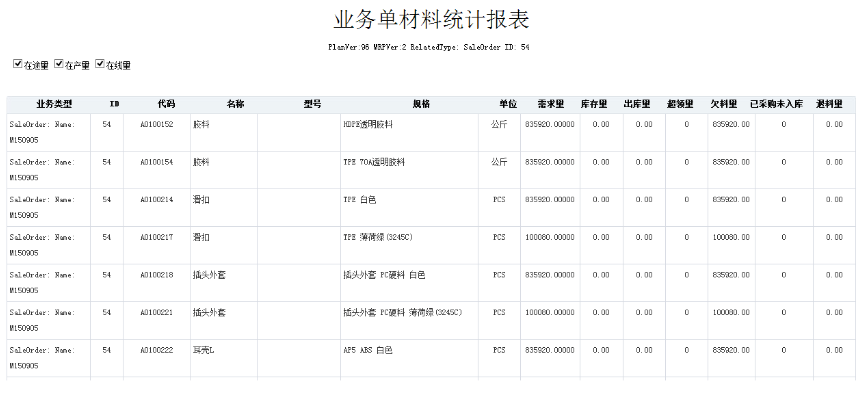 业务单材料统计报表
PlanVer:96 MRPVer:2 RelatedType: SaleOrder ID: 54
在途量 在产量 在线量
业务类型 ID 代码 名称 型号 规格 单位 需求量 库存量 出库量 超领量 欠料量 已采购未入库 退料量
SaleOrder: Name: M150905 54 A0100152 胶料 HDPE透明胶料 公斤 835920.00000 0.00 0.00 0 835920.00 0 0.00
SaleOrder: Name: M150905 54 A0100154 胶料 TPE 70A透明胶料 公斤 835920.00000 0.00 0.00 0 835920.00 0 0.00
SaleOrder: Name: M150905 54 A0100214 滑扣 TPE 白色 PCS 835920.00000 0.00 0.00 0 835920.00 0 0.00
SaleOrder: Name: M150905 54 A0100217 滑扣 TPE 薄荷绿(3245C) PCS 100080.00000 0.00 0.00 0 100080.00 0 0.00
SaleOrder: Name: M150905 54 A0100218 插头外套 插头外套 PC硬料 白色 PCS 835920.00000 0.00 0.00 0 835920.00 0 0.00
SaleOrder: Name: M150905 54 A0100221 插头外套 插头外套 PC硬料 薄荷绿(3245C) PCS 100080.00000 0.00 0.00 0 100080.00 0 0.00
SaleOrder: Name: M150905 54 A0100222 耳壳L AP5 ABS 白色 PCS 835920.00000 0.00 0.00 0 835920.00 0 0.00